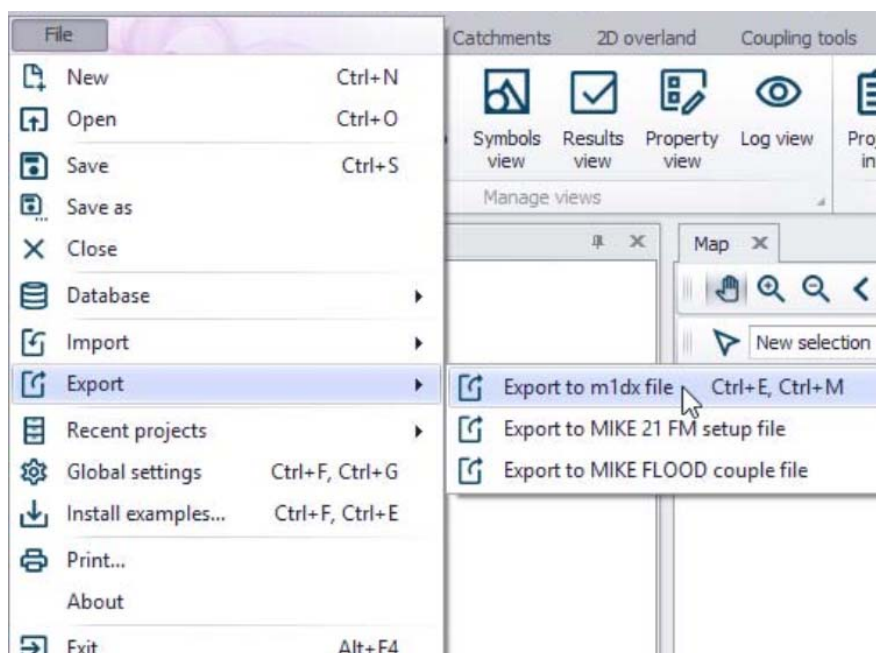 File
Catchments 2D overland Coupling tools
New Ctrl+N
Open Ctrl+O
Save Ctrl+S
Save as
Close
Database
Import
Export
Recent projects
Global settings Ctrl+F, Ctrl+G
Install examples... Ctrl+F, Ctrl+E
Print...
About
Exit Alt+F4
Symbols view
Results view
Property view
Log view
Manage views
Map
New selection
Export to m1dx file Ctrl+E, Ctrl+M
Export to MIKE 21 FM setup file
Export to MIKE FLOOD couple file